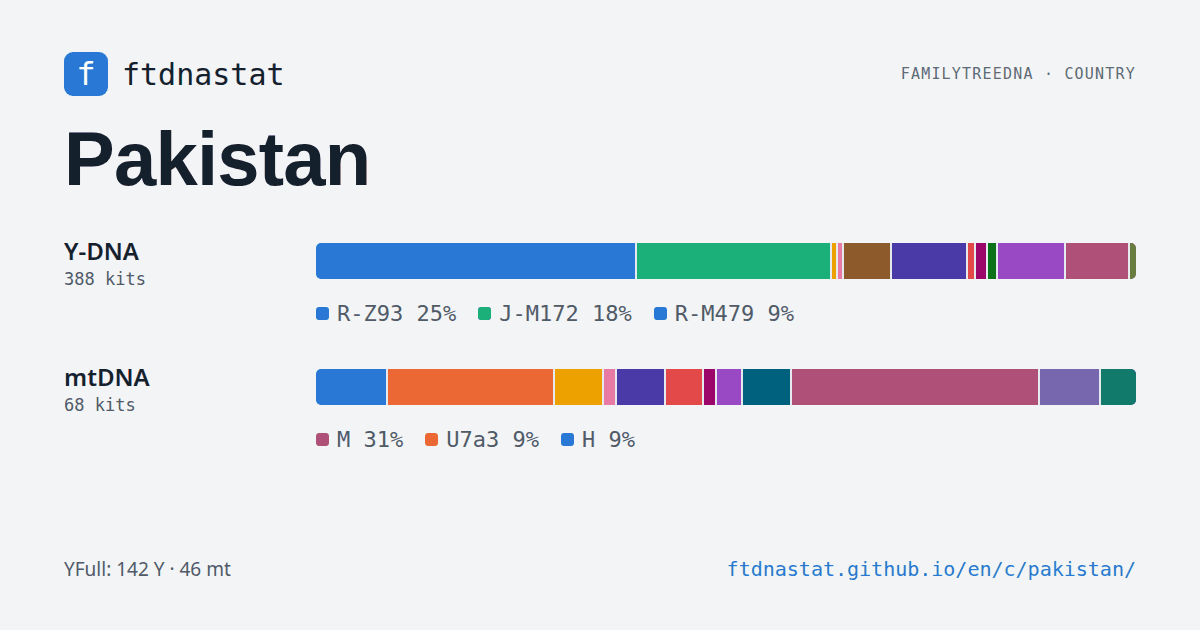 f ftdnastat
FAMILYTREEDNA · COUNTRY
Pakistan
Y-DNA
388 kits
R-Z93 25% J-M172 18% R-M479 9%
mtDNA
68 kits
M 31% U7a3 9% H 9%
YFull: 142 Y · 46 mt
ftdnastat.github.io/en/c/pakistan/